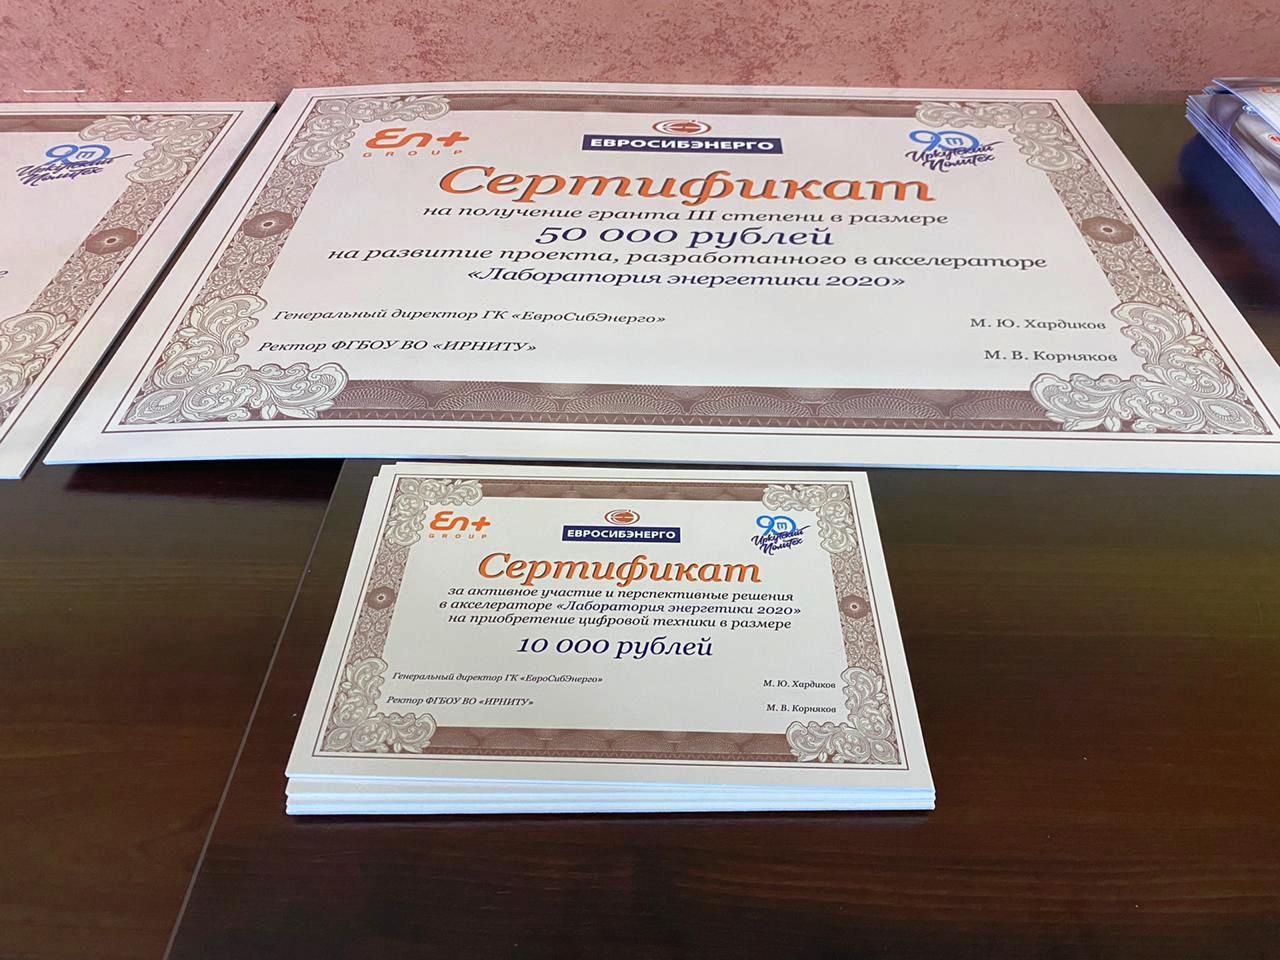 Иркутский
Политех
En+
GROUP
ЕВРОСИБЭНЕРГО
90
Иркутский
Политех
Сертификат
на получение гранта III степени в размере
50 000 рублей
на развитие проекта, разработанного в акселераторе
«Лаборатория энергетики 2020»
Генеральный директор ГК «ЕвроСибЭнерго»
М. Ю. Хардиков
Ректор ФГБОУ ВО «ИРНИТУ»
М. В. Корняков
En+
GROUP
ЕВРОСИБЭНЕРГО
90
Иркутский
Политех
Сертификат
за активное участие и перспективные решения
в акселераторе «Лаборатория энергетики 2020»
на приобретение цифровой техники в размере
10 000 рублей
Генеральный директор ГК «ЕвроСибЭнерго»
М. Ю. Хардиков
Ректор ФГБОУ ВО «ИРНИТУ»
М. В. Корняков